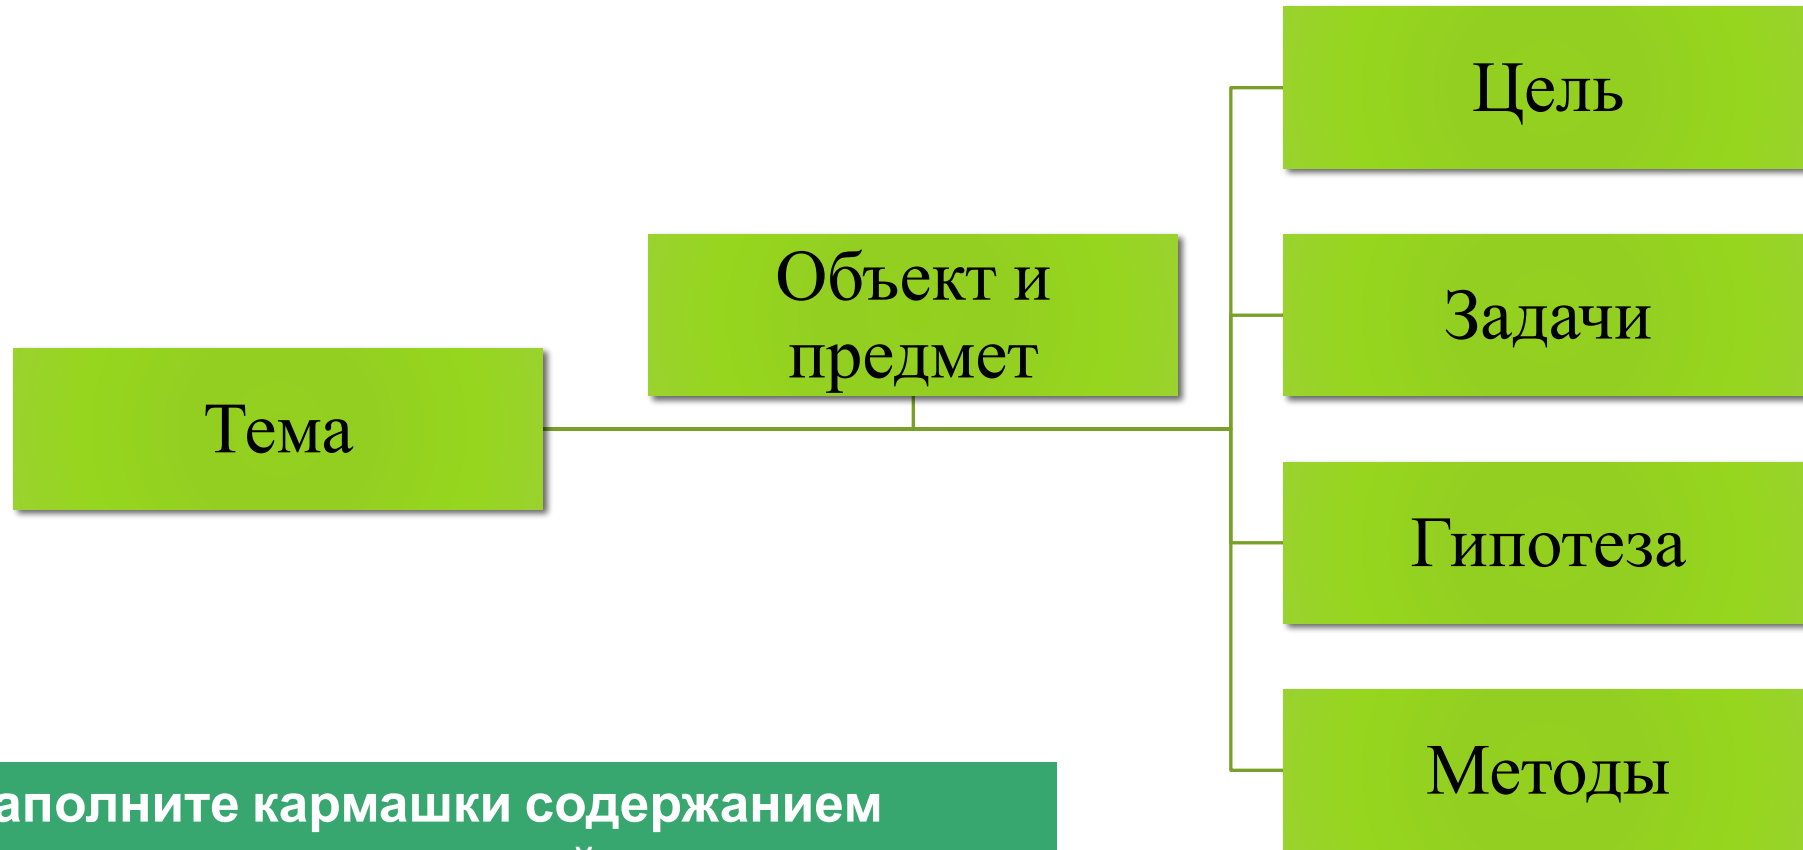 Цель
Объект и
предмет
Задачи
Тема
Гипотеза
Методы
аполните кармашки содержанием